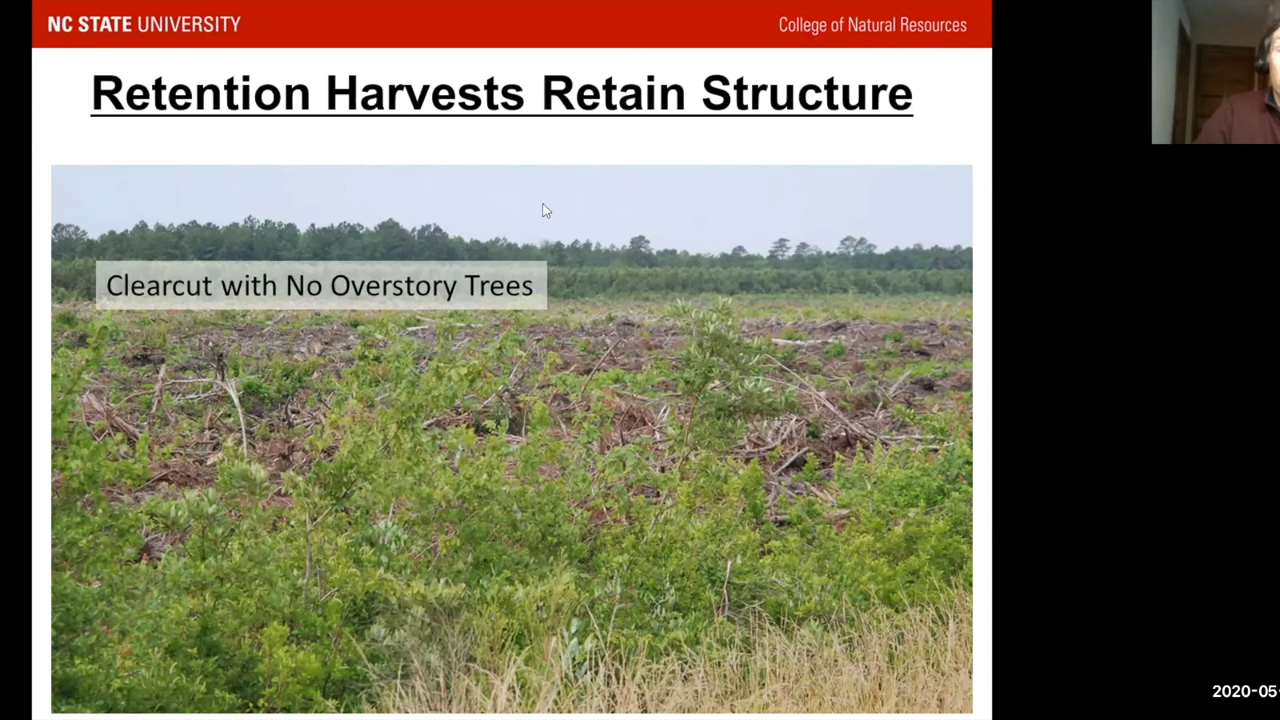 NC STATE UNIVERSITY
College of Natural Resources
Retention Harvests Retain Structure
Clearcut with No Overstory Trees
2020-05-